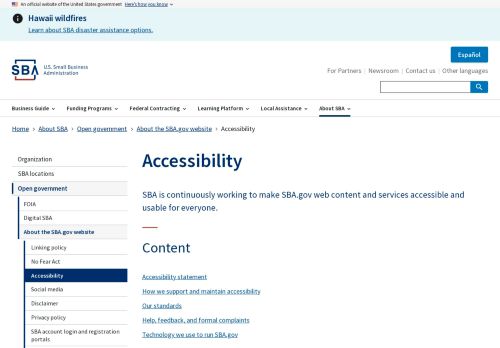 An official website of the United States government Here's how you know
Hawaii wildfires
Learn about SBA disaster assistance options.
Español
SBA
U.S. Small Business
Administration
For Partners | Newsroom | Contact us | Other languages
Business Guide Funding Programs Federal Contracting Learning Platform Local Assistance About SBA
Home > About SBA > Open government > About the SBA.gov website > Accessibility
Organization
SBA locations
Open government
FOIA
Digital SBA
About the SBA.gov website
Linking policy
No Fear Act
Accessibility
Social media
Disclaimer
Privacy policy
SBA account login and registration
portals
Accessibility
SBA is continuously working to make SBA.gov web content and services accessible and
usable for everyone.
Content
Accessibility statement
How we support and maintain accessibility
Our standards
Help, feedback, and formal complaints
Technology we use to run SBA.gov